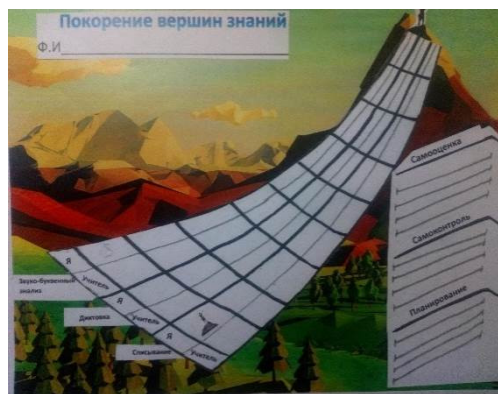 Покорение вершин знаний
Ф.И
Самооценка
Самоконтроль
Планирование
Я
Учитель
Звуко-буквенный
анализ
Я
Учитель
Диктовка
Я
Учитель
Списывание